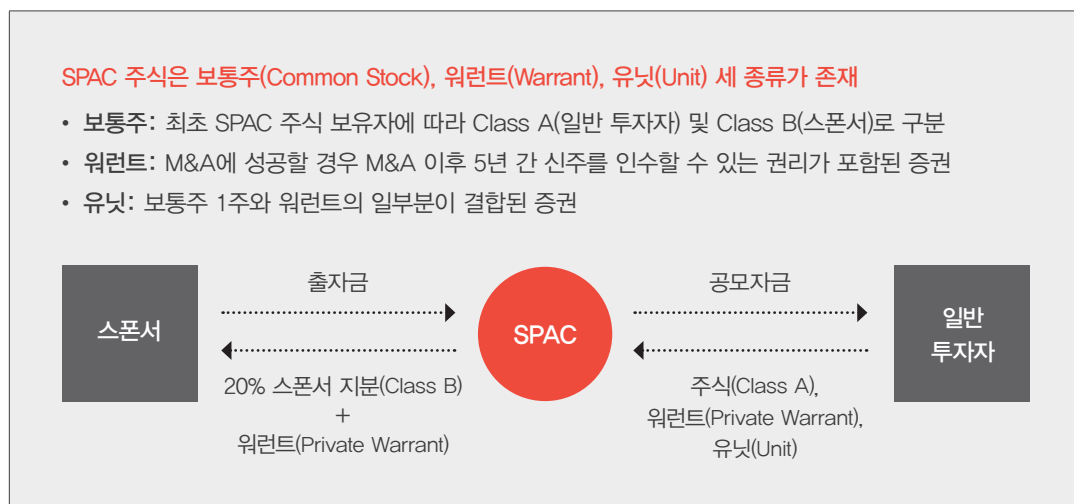 SPAC 주식은 보통주(Common Stock), 워런트(Warrant), 유닛(Unit) 세 종류가 존재
• 보통주: 최초 SPAC 주식 보유자에 따라 Class A(일반 투자자) 및 Class B(스폰서)로 구분
• 워런트: M&A에 성공할 경우 M&A 이후 5년 간 신주를 인수할 수 있는 권리가 포함된 증권
• 유닛: 보통주 1주와 워런트의 일부분이 결합된 증권
스폰서
출자금
20% 스폰서 지분(Class B)
+
워런트(Private Warrant)
SPAC
공모자금
주식(Class A),
워런트(Private Warrant),
유닛(Unit)
일반
투자자